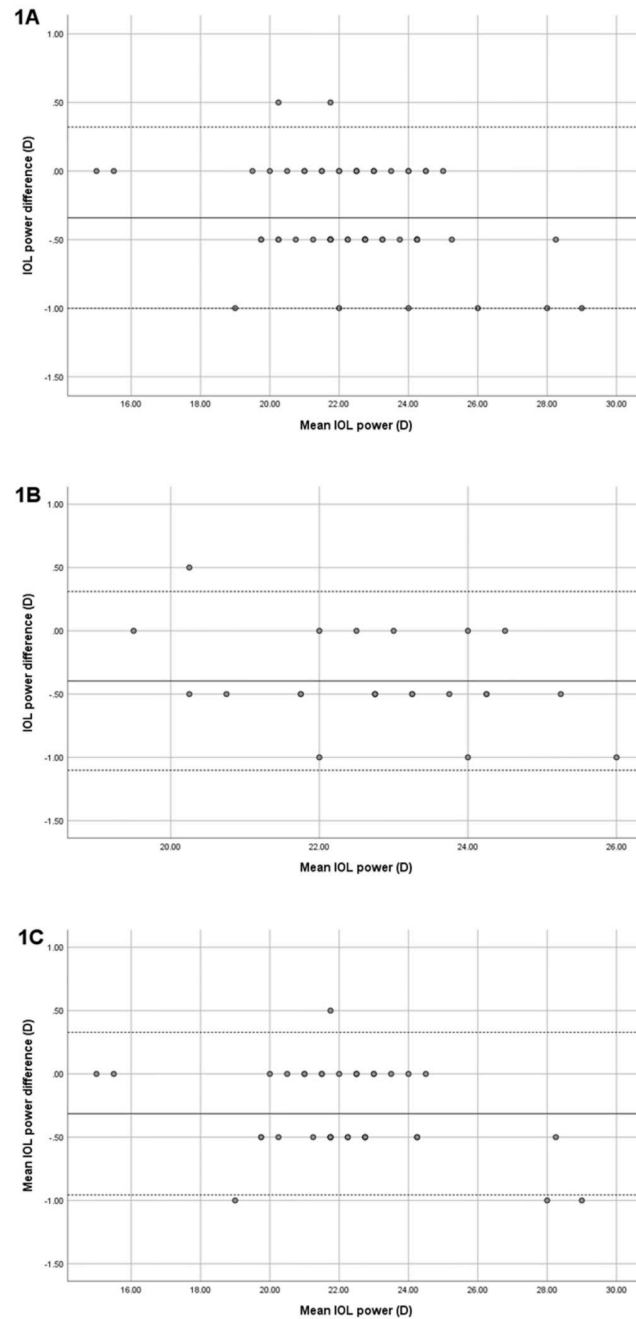 1A
1.00
.50
.00
-.50
-1.00
-1.50
IOL power difference (D)
16.00 18.00 20.00 22.00 24.00 26.00 28.00 30.00
Mean IOL power (D)
1B
1.00
.50
.00
-.50
-1.00
-1.50
IOL power difference (D)
20.00 22.00 24.00 26.00
Mean IOL power (D)
1C
1.00
.50
.00
-.50
-1.00
-1.50
Mean IOL power difference (D)
16.00 18.00 20.00 22.00 24.00 26.00 28.00 30.00
Mean IOL power (D)